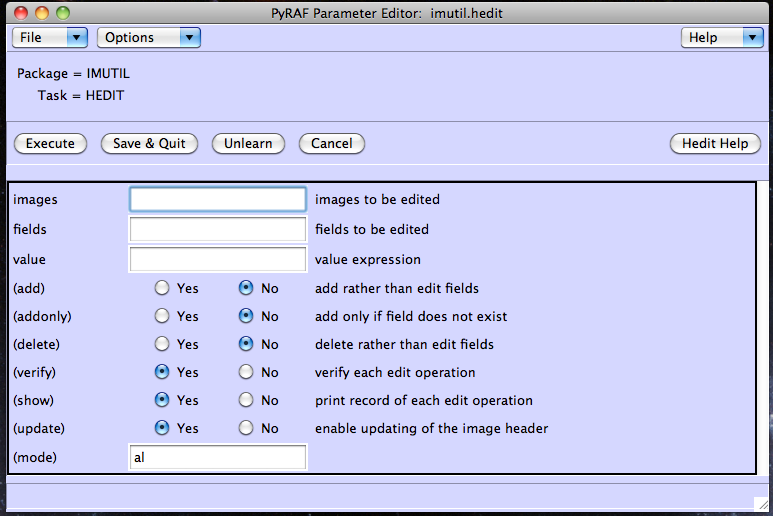 PyRAF Parameter Editor: imutil.hedit
File Options Help
Package = IMUTIL
Task = HEDIT
Execute Save & Quit Unlearn Cancel Hedit Help
images images to be edited
fields fields to be edited
value value expression
(add) Yes No add rather than edit fields
(addonly) Yes No add only if field does not exist
(delete) Yes No delete rather than edit fields
(verify) Yes No verify each edit operation
(show) Yes No print record of each edit operation
(update) Yes No enable updating of the image header
(mode) al